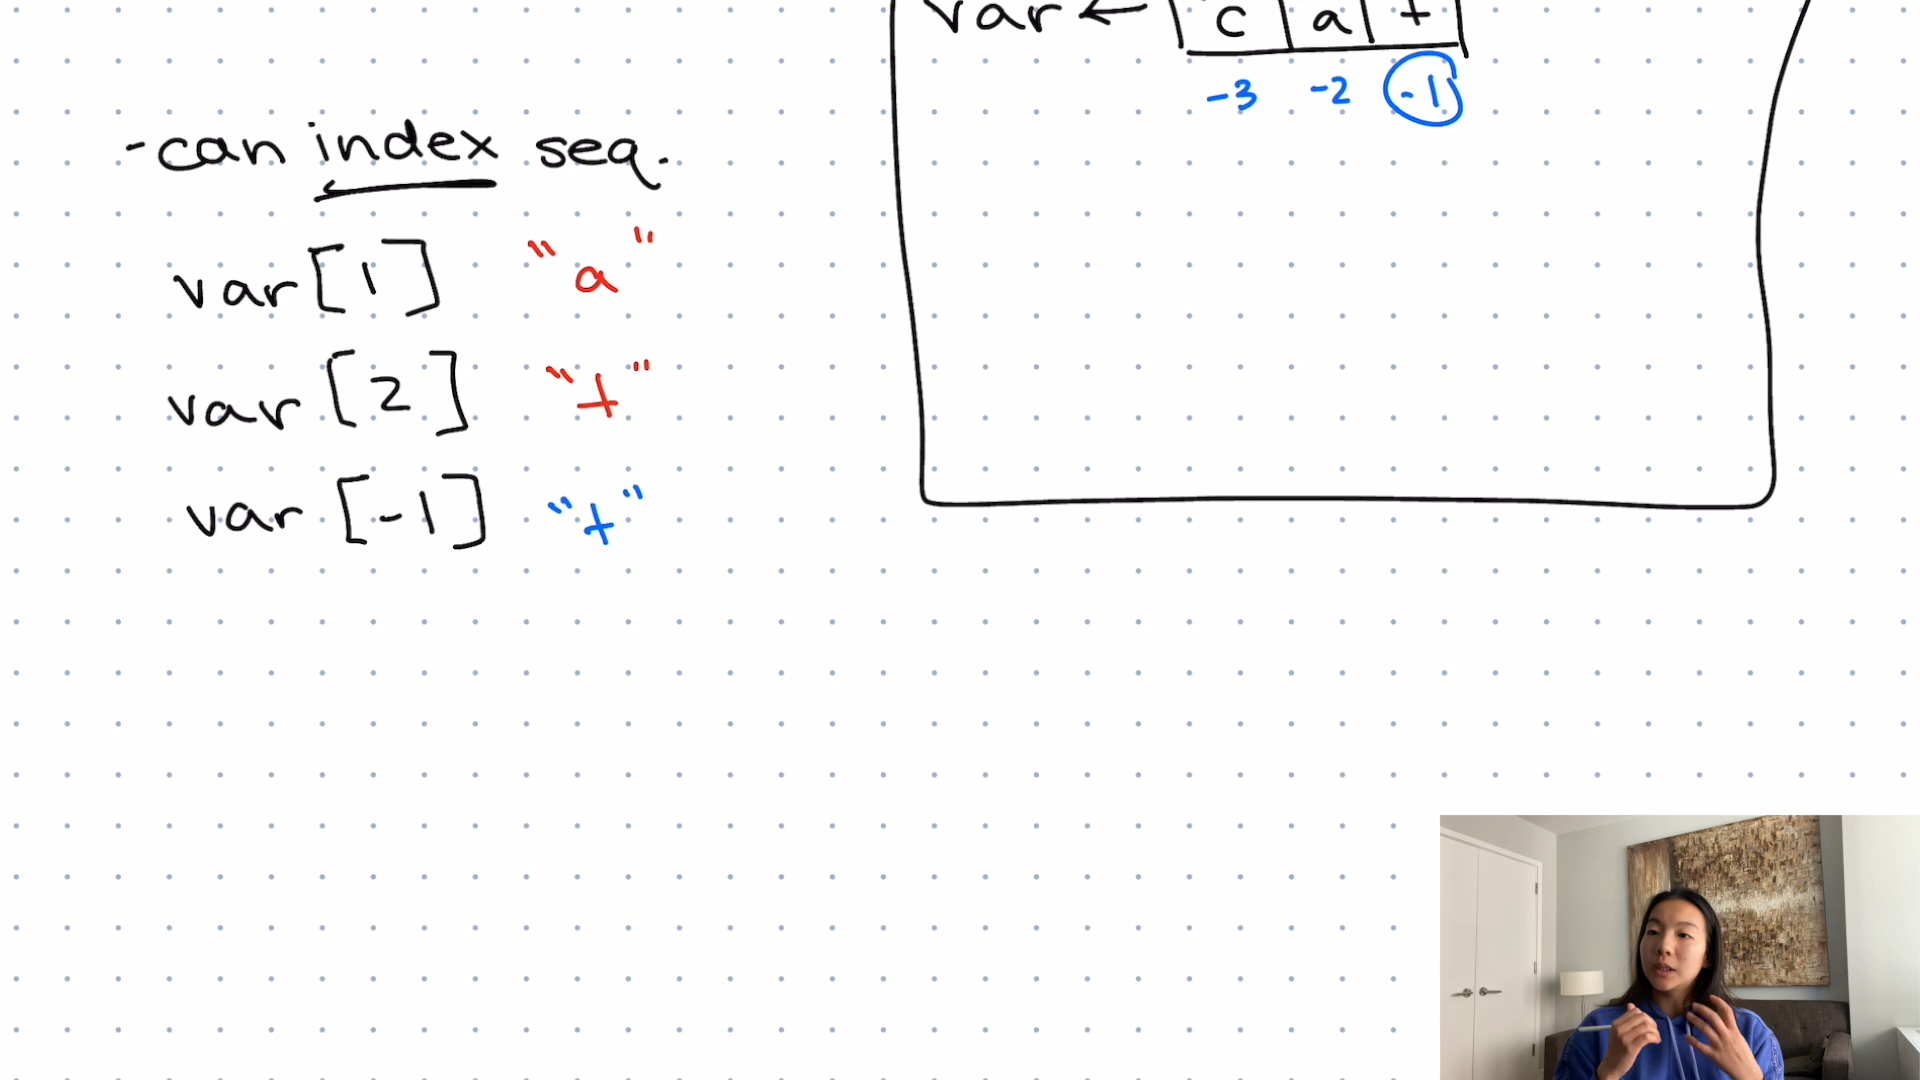 var ← c a t
-3 -2 -1
-can index seq.
var[1] "a"
var[2] "t"
var[-1] "t"